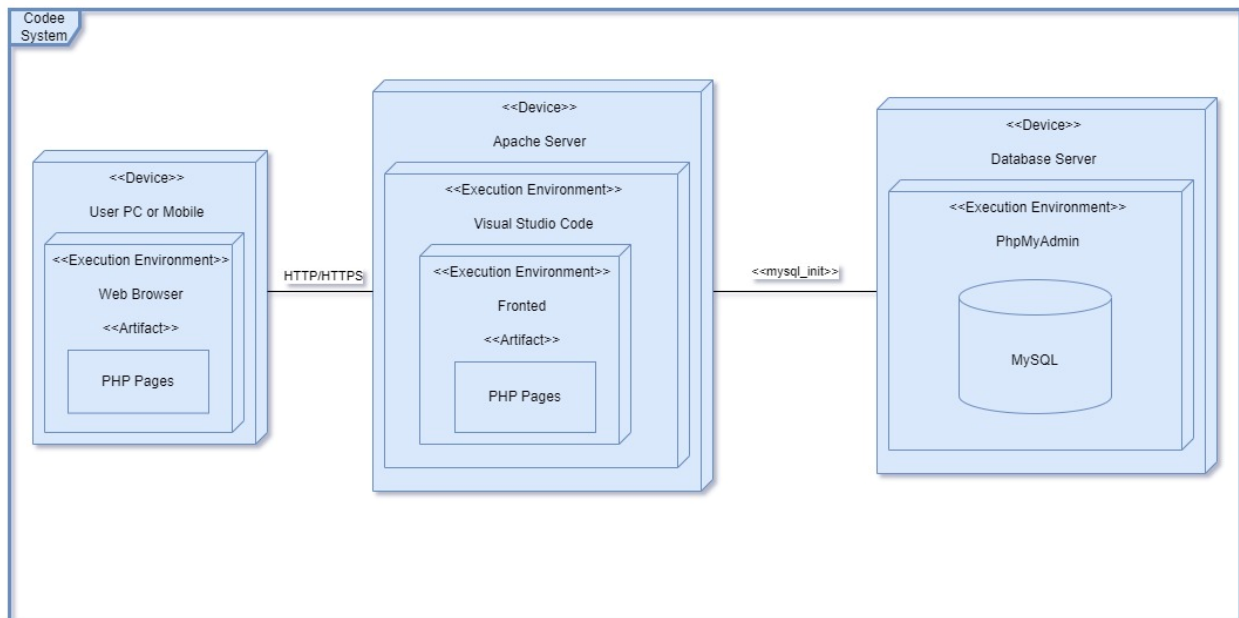 Codee
System
<<Device>>
User PC or Mobile
<<Execution Environment>>
Web Browser
<<Artifact>>
PHP Pages
HTTP/HTTPS
<<Device>>
Apache Server
<<Execution Environment>>
Visual Studio Code
<<Execution Environment>>
Fronted
<<Artifact>>
PHP Pages
<<mysql_init>>
<<Device>>
Database Server
<<Execution Environment>>
PhpMyAdmin
MySQL